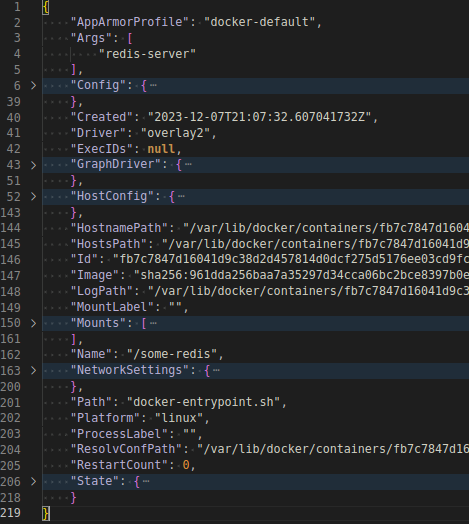 1 {
2 "AppArmorProfile": "docker-default",
3 "Args": [
4 "redis-server"
5 ],
6 > "Config": {⋯
39 },
40 "Created": "2023-12-07T21:07:32.607041732Z",
41 "Driver": "overlay2",
42 "ExecIDs": null,
43 > "GraphDriver": {⋯
51 },
52 > "HostConfig": {⋯
143 },
144 "HostnamePath": "/var/lib/docker/containers/fb7c7847d1604
145 "HostsPath": "/var/lib/docker/containers/fb7c7847d16041d9
146 "Id": "fb7c7847d16041d9c38d2d457814d0dcf275d5176ee03cd9fc
147 "Image": "sha256:961dda256baa7a35297d34cca06bc2bce8397b0e
148 "LogPath": "/var/lib/docker/containers/fb7c7847d16041d9c3
149 "MountLabel": "",
150 > "Mounts": [⋯
161 ],
162 "Name": "/some-redis",
163 > "NetworkSettings": {⋯
200 },
201 "Path": "docker-entrypoint.sh",
202 "Platform": "linux",
203 "ProcessLabel": "",
204 "ResolvConfPath": "/var/lib/docker/containers/fb7c7847d16
205 "RestartCount": 0,
206 > "State": {⋯
218 }
219 }